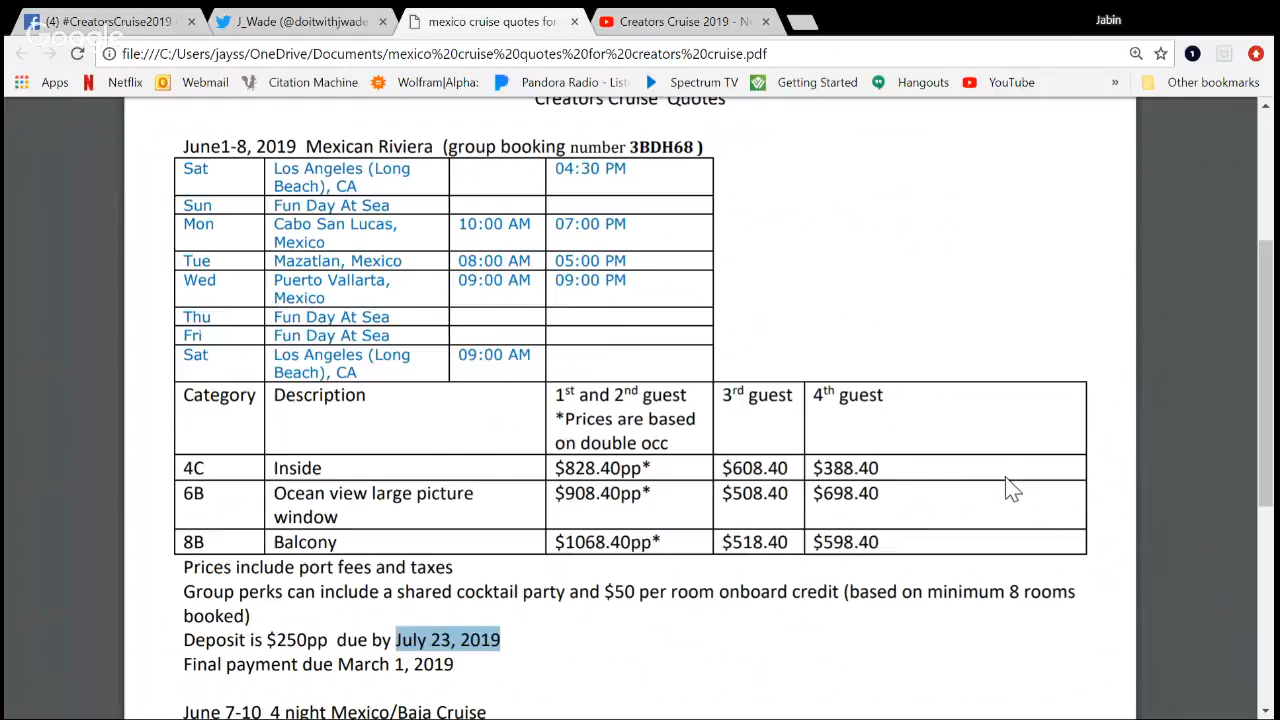 (4) #CreatorsCruise2019
J_Wade (@doitwithjwade
mexico cruise quotes for
Creators Cruise 2019 - Ne
Jabin
Google
file:///C:/Users/jayss/OneDrive/Documents/mexico%20cruise%20quotes%20for%20creators%20cruise.pdf
1
Apps Netflix Webmail Citation Machine Wolfram|Alpha: Pandora Radio - List Spectrum TV Getting Started Hangouts YouTube » Other bookmarks
Creators Cruise Quotes
June1-8, 2019 Mexican Riviera (group booking number 3BDH68 )
Sat Los Angeles (Long 04:30 PM
Beach), CA
Sun Fun Day At Sea
Mon Cabo San Lucas, 10:00 AM 07:00 PM
Mexico
Tue Mazatlan, Mexico 08:00 AM 05:00 PM
Wed Puerto Vallarta, 09:00 AM 09:00 PM
Mexico
Thu Fun Day At Sea
Fri Fun Day At Sea
Sat Los Angeles (Long 09:00 AM
Beach), CA
Category Description 1st and 2nd guest 3rd guest 4th guest
*Prices are based
on double occ
4C Inside $828.40pp* $608.40 $388.40
6B Ocean view large picture $908.40pp* $508.40 $698.40
window
8B Balcony $1068.40pp* $518.40 $598.40
Prices include port fees and taxes
Group perks can include a shared cocktail party and $50 per room onboard credit (based on minimum 8 rooms
booked)
Deposit is $250pp due by July 23, 2019
Final payment due March 1, 2019
June 7-10 4 night Mexico/Baja Cruise